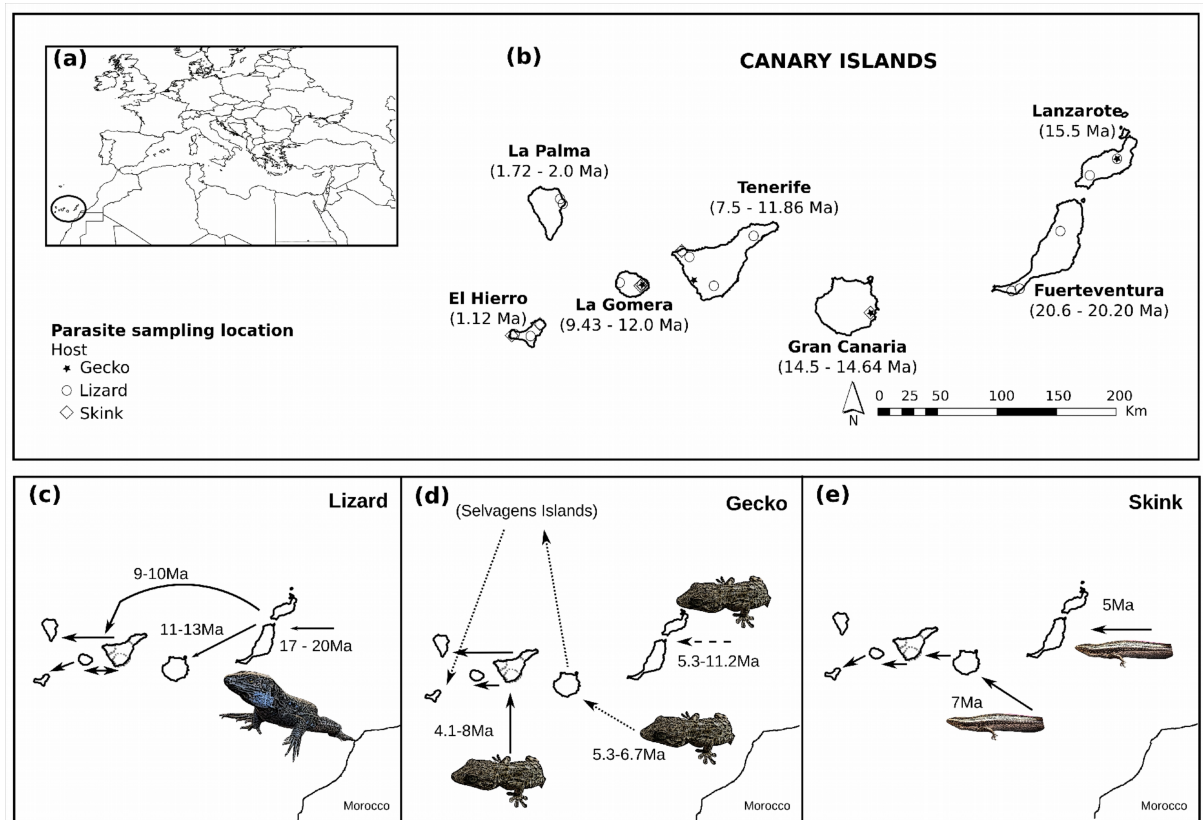 (a)
(b)
CANARY ISLANDS
Lanzarote
(15.5 Ma)
La Palma
(1.72 - 2.0 Ma)
Tenerife
(7.5 - 11.86 Ma)
El Hierro
(1.12 Ma)
La Gomera
(9.43 - 12.0 Ma)
Fuerteventura
(20.6 - 20.20 Ma)
Gran Canaria
(14.5 - 14.64 Ma)
Parasite sampling location
Host
Gecko
Lizard
Skink
0 25 50 100 150 200
Km
N
(c)
Lizard
9-10Ma
11-13Ma
17 - 20Ma
Morocco
(d)
Gecko
(Selvagens Islands)
5.3-11.2Ma
4.1-8Ma
5.3-6.7Ma
Morocco
(e)
Skink
5Ma
7Ma
Morocco